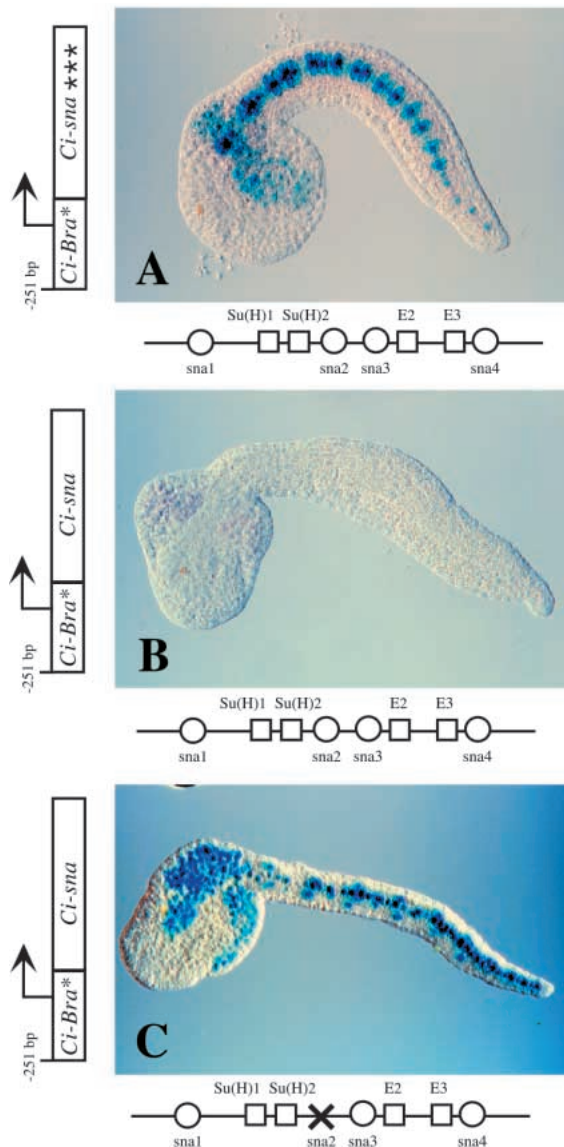 Ci-Bra* Ci-sna ***
-251 bp
A
Su(H)1 Su(H)2 E2 E3
sna1 sna2 sna3 sna4
Ci-Bra* Ci-sna
-251 bp
B
Su(H)1 Su(H)2 E2 E3
sna1 sna2 sna3 sna4
Ci-Bra* Ci-sna
-251 bp
C
Su(H)1 Su(H)2 E2 E3
sna1 sna2 sna3 sna4